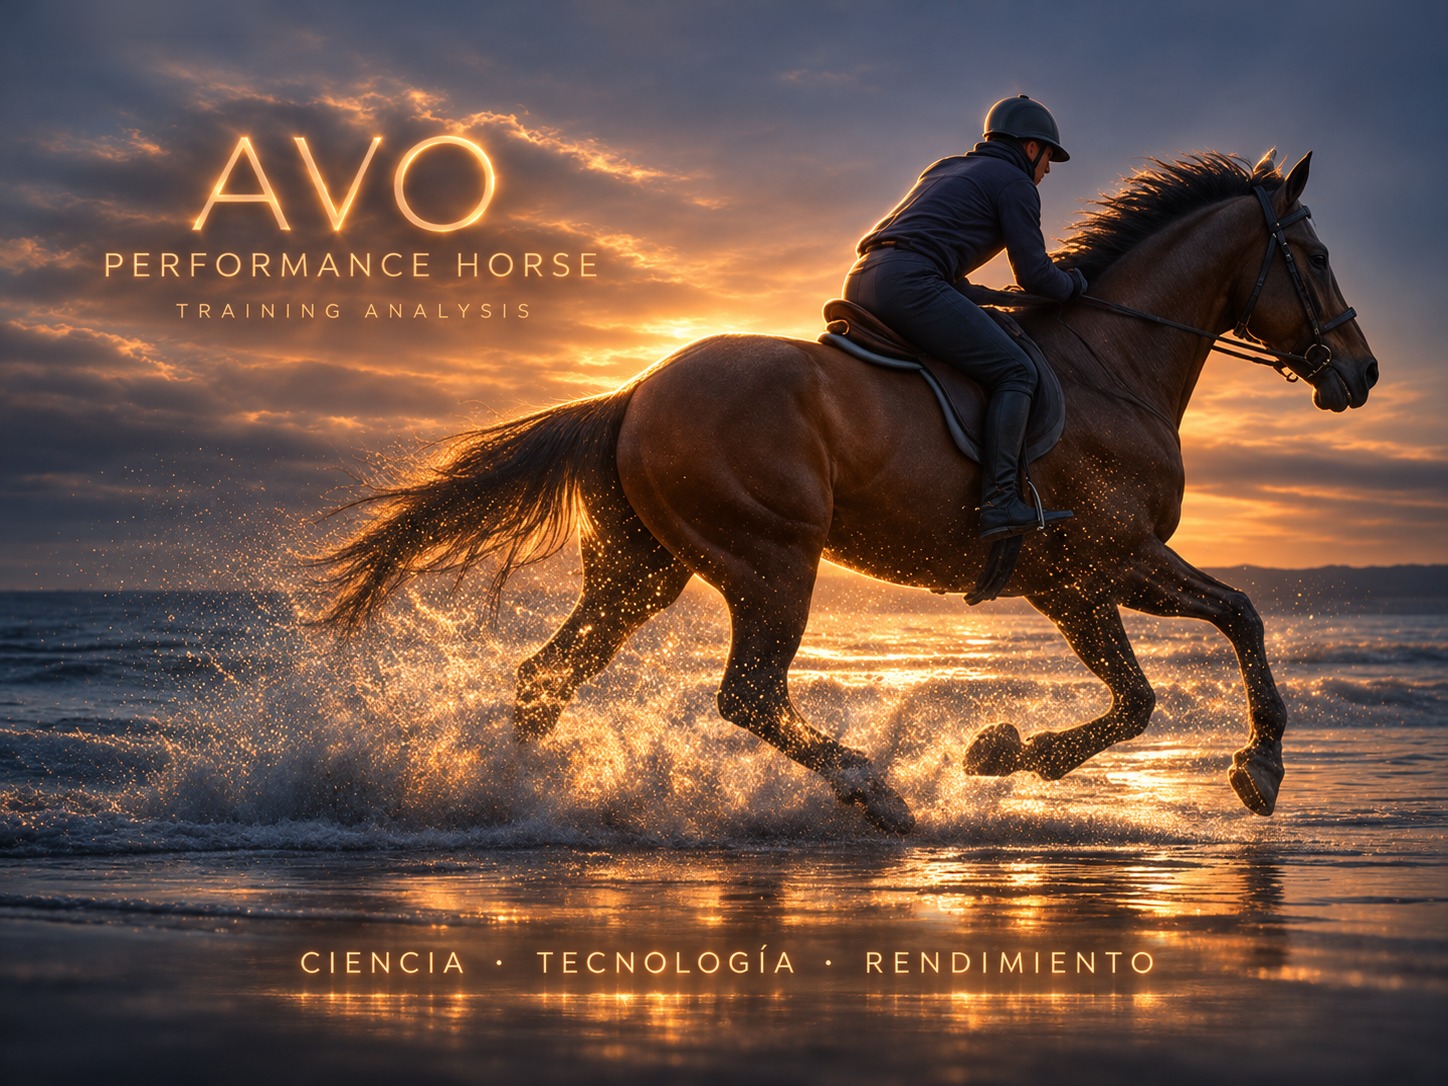 AVO
PERFORMANCE HORSE
TRAINING ANALYSIS
CIENCIA · TECNOLOGÍA · RENDIMIENTO